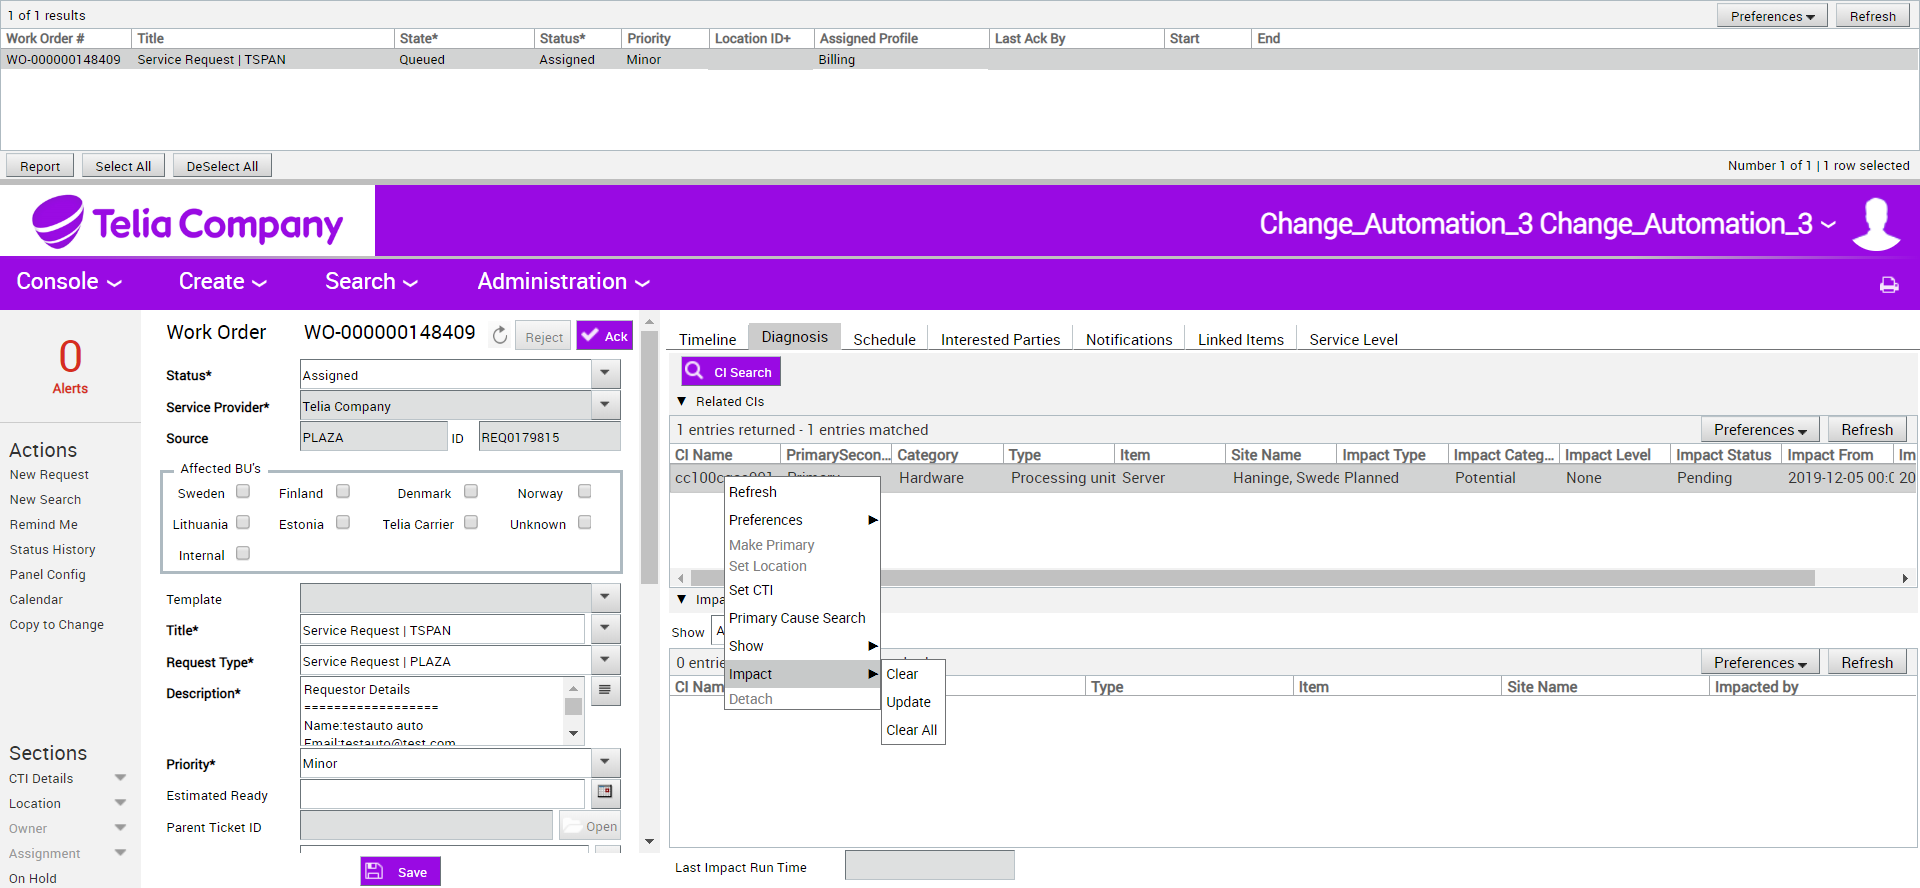 1 of 1 results
Preferences
Refresh
Work Order # Title State* Status* Priority Location ID+ Assigned Profile Last Ack By Start End
WO-000000148409 Service Request | TSPAN Queued Assigned Minor Billing
Report Select All DeSelect All
Number 1 of 1 | 1 row selected
Telia Company
Change_Automation_3 Change_Automation_3
Console Create Search Administration
0
Alerts
Actions
New Request
New Search
Remind Me
Status History
Panel Config
Calendar
Copy to Change
Sections
CTI Details
Location
Owner
Assignment
On Hold
Work Order WO-000000148409 Reject Ack
Status* Assigned
Service Provider* Telia Company
Source PLAZA ID REQ0179815
Affected BU's
Sweden Finland Denmark Norway
Lithuania Estonia Telia Carrier Unknown
Internal
Template
Title* Service Request | TSPAN
Request Type* Service Request | PLAZA
Description* Requestor Details
==================
Name:testauto auto
Email:testauto@test.com
Priority* Minor
Estimated Ready
Parent Ticket ID Open
Save
Timeline Diagnosis Schedule Interested Parties Notifications Linked Items Service Level
CI Search
Related CIs
1 entries returned - 1 entries matched Preferences Refresh
CI Name PrimarySecon... Category Type Item Site Name Impact Type Impact Categ... Impact Level Impact Status Impact From Im
Hardware Processing unit Server Haninge, Swede Planned Potential None Pending 2019-12-05 00:0 20
Refresh
Preferences
Make Primary
Set Location
Set CTI
Primary Cause Search
Show
Impact
Detach
Clear
Update
Clear All
Show
0 entrie Preferences Refresh
CI Nam Type Item Site Name Impacted by
Last Impact Run Time